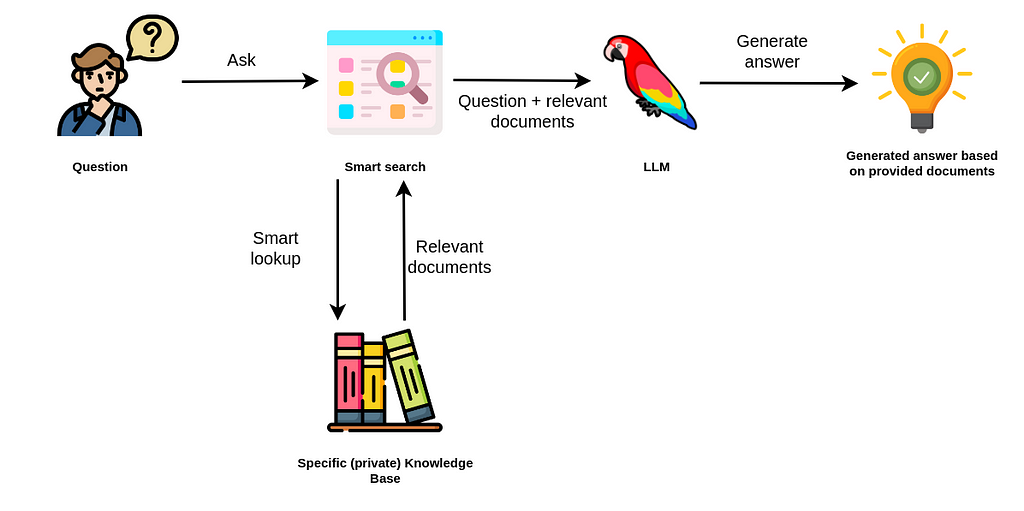 ?
Ask
Question + relevant
documents
Generate
answer
Question
Smart search
LLM
Generated answer based
on provided documents
Smart
lookup
Relevant
documents
Specific (private) Knowledge
Base